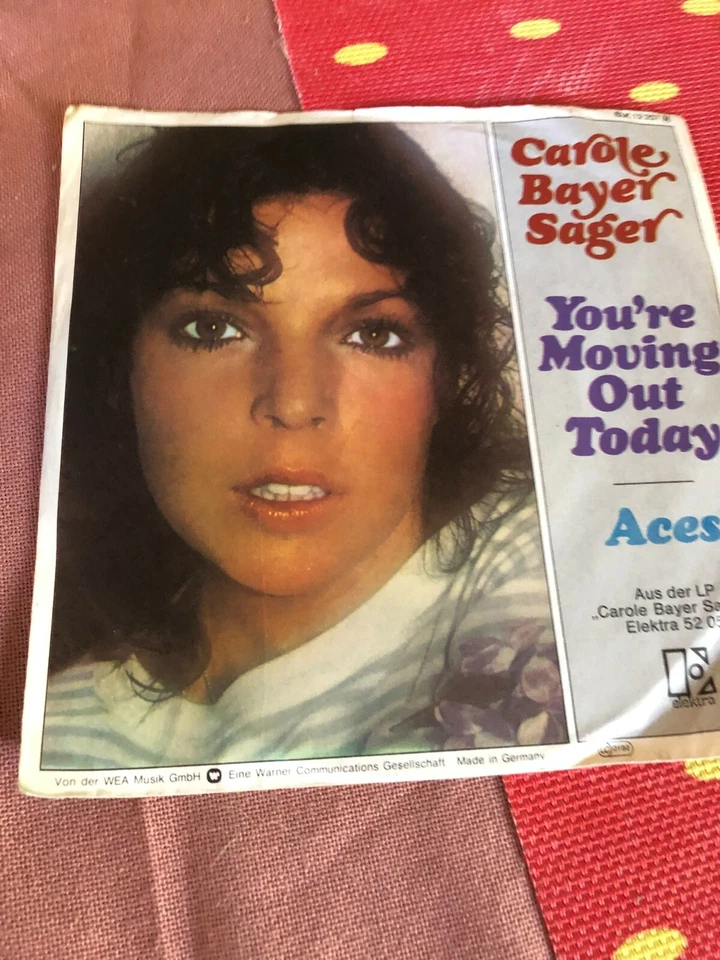 Carole
Bayer
Sager
You're
Moving
Out
Today
Aces
Aus der LP
„Carole Bayer Sa
Elektra 52 05
elektra
Von der WEA Musik GmbH W Eine Warner Communications Gesellschaft Made in Germany